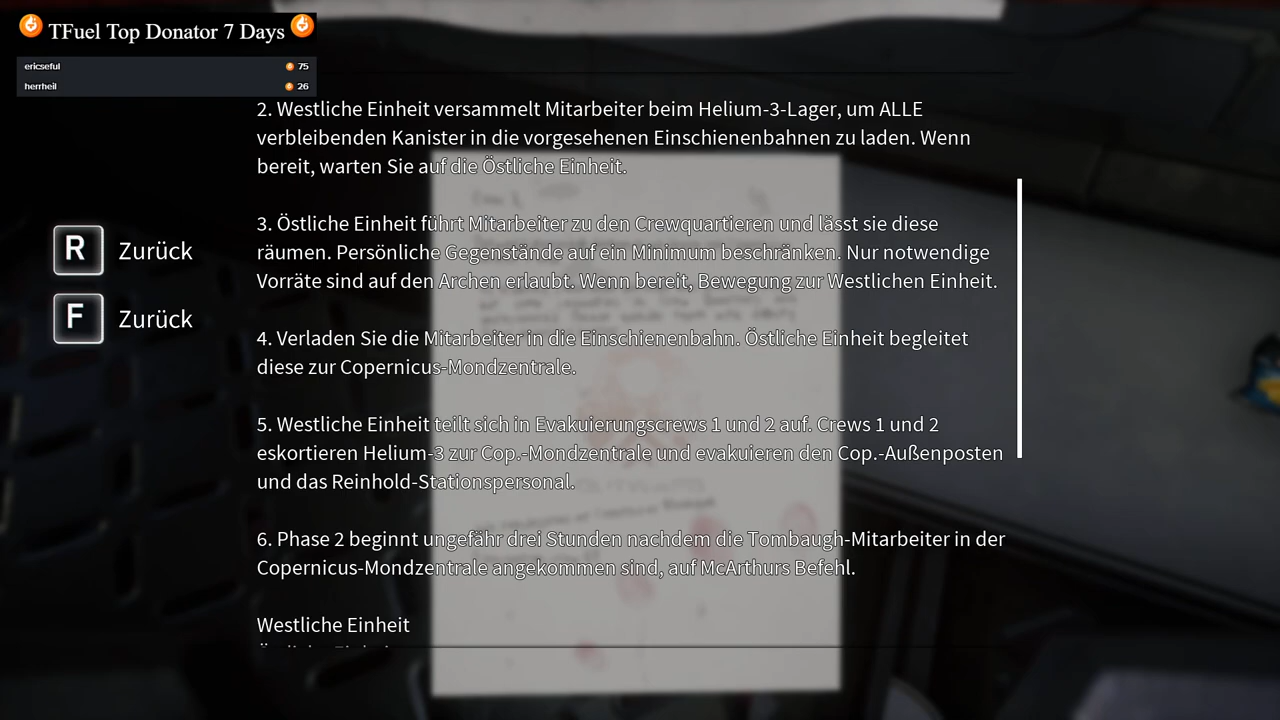 TFuel Top Donator 7 Days
ericseful 75
herrheil 26
2. Westliche Einheit versammelt Mitarbeiter beim Helium-3-Lager, um ALLE
verbleibenden Kanister in die vorgesehenen Einschienenbahnen zu laden. Wenn
bereit, warten Sie auf die Östliche Einheit.
3. Östliche Einheit führt Mitarbeiter zu den Crewquartieren und lässt sie diese
räumen. Persönliche Gegenstände auf ein Minimum beschränken. Nur notwendige
Vorräte sind auf den Archen erlaubt. Wenn bereit, Bewegung zur Westlichen Einheit.
R Zurück
F Zurück
4. Verladen Sie die Mitarbeiter in die Einschienenbahn. Östliche Einheit begleitet
diese zur Copernicus-Mondzentrale.
5. Westliche Einheit teilt sich in Evakuierungscrews 1 und 2 auf. Crews 1 und 2
eskortieren Helium-3 zur Cop.-Mondzentrale und evakuieren den Cop.-Außenposten
und das Reinhold-Stationspersonal.
6. Phase 2 beginnt ungefähr drei Stunden nachdem die Tombaugh-Mitarbeiter in der
Copernicus-Mondzentrale angekommen sind, auf McArthurs Befehl.
Westliche Einheit